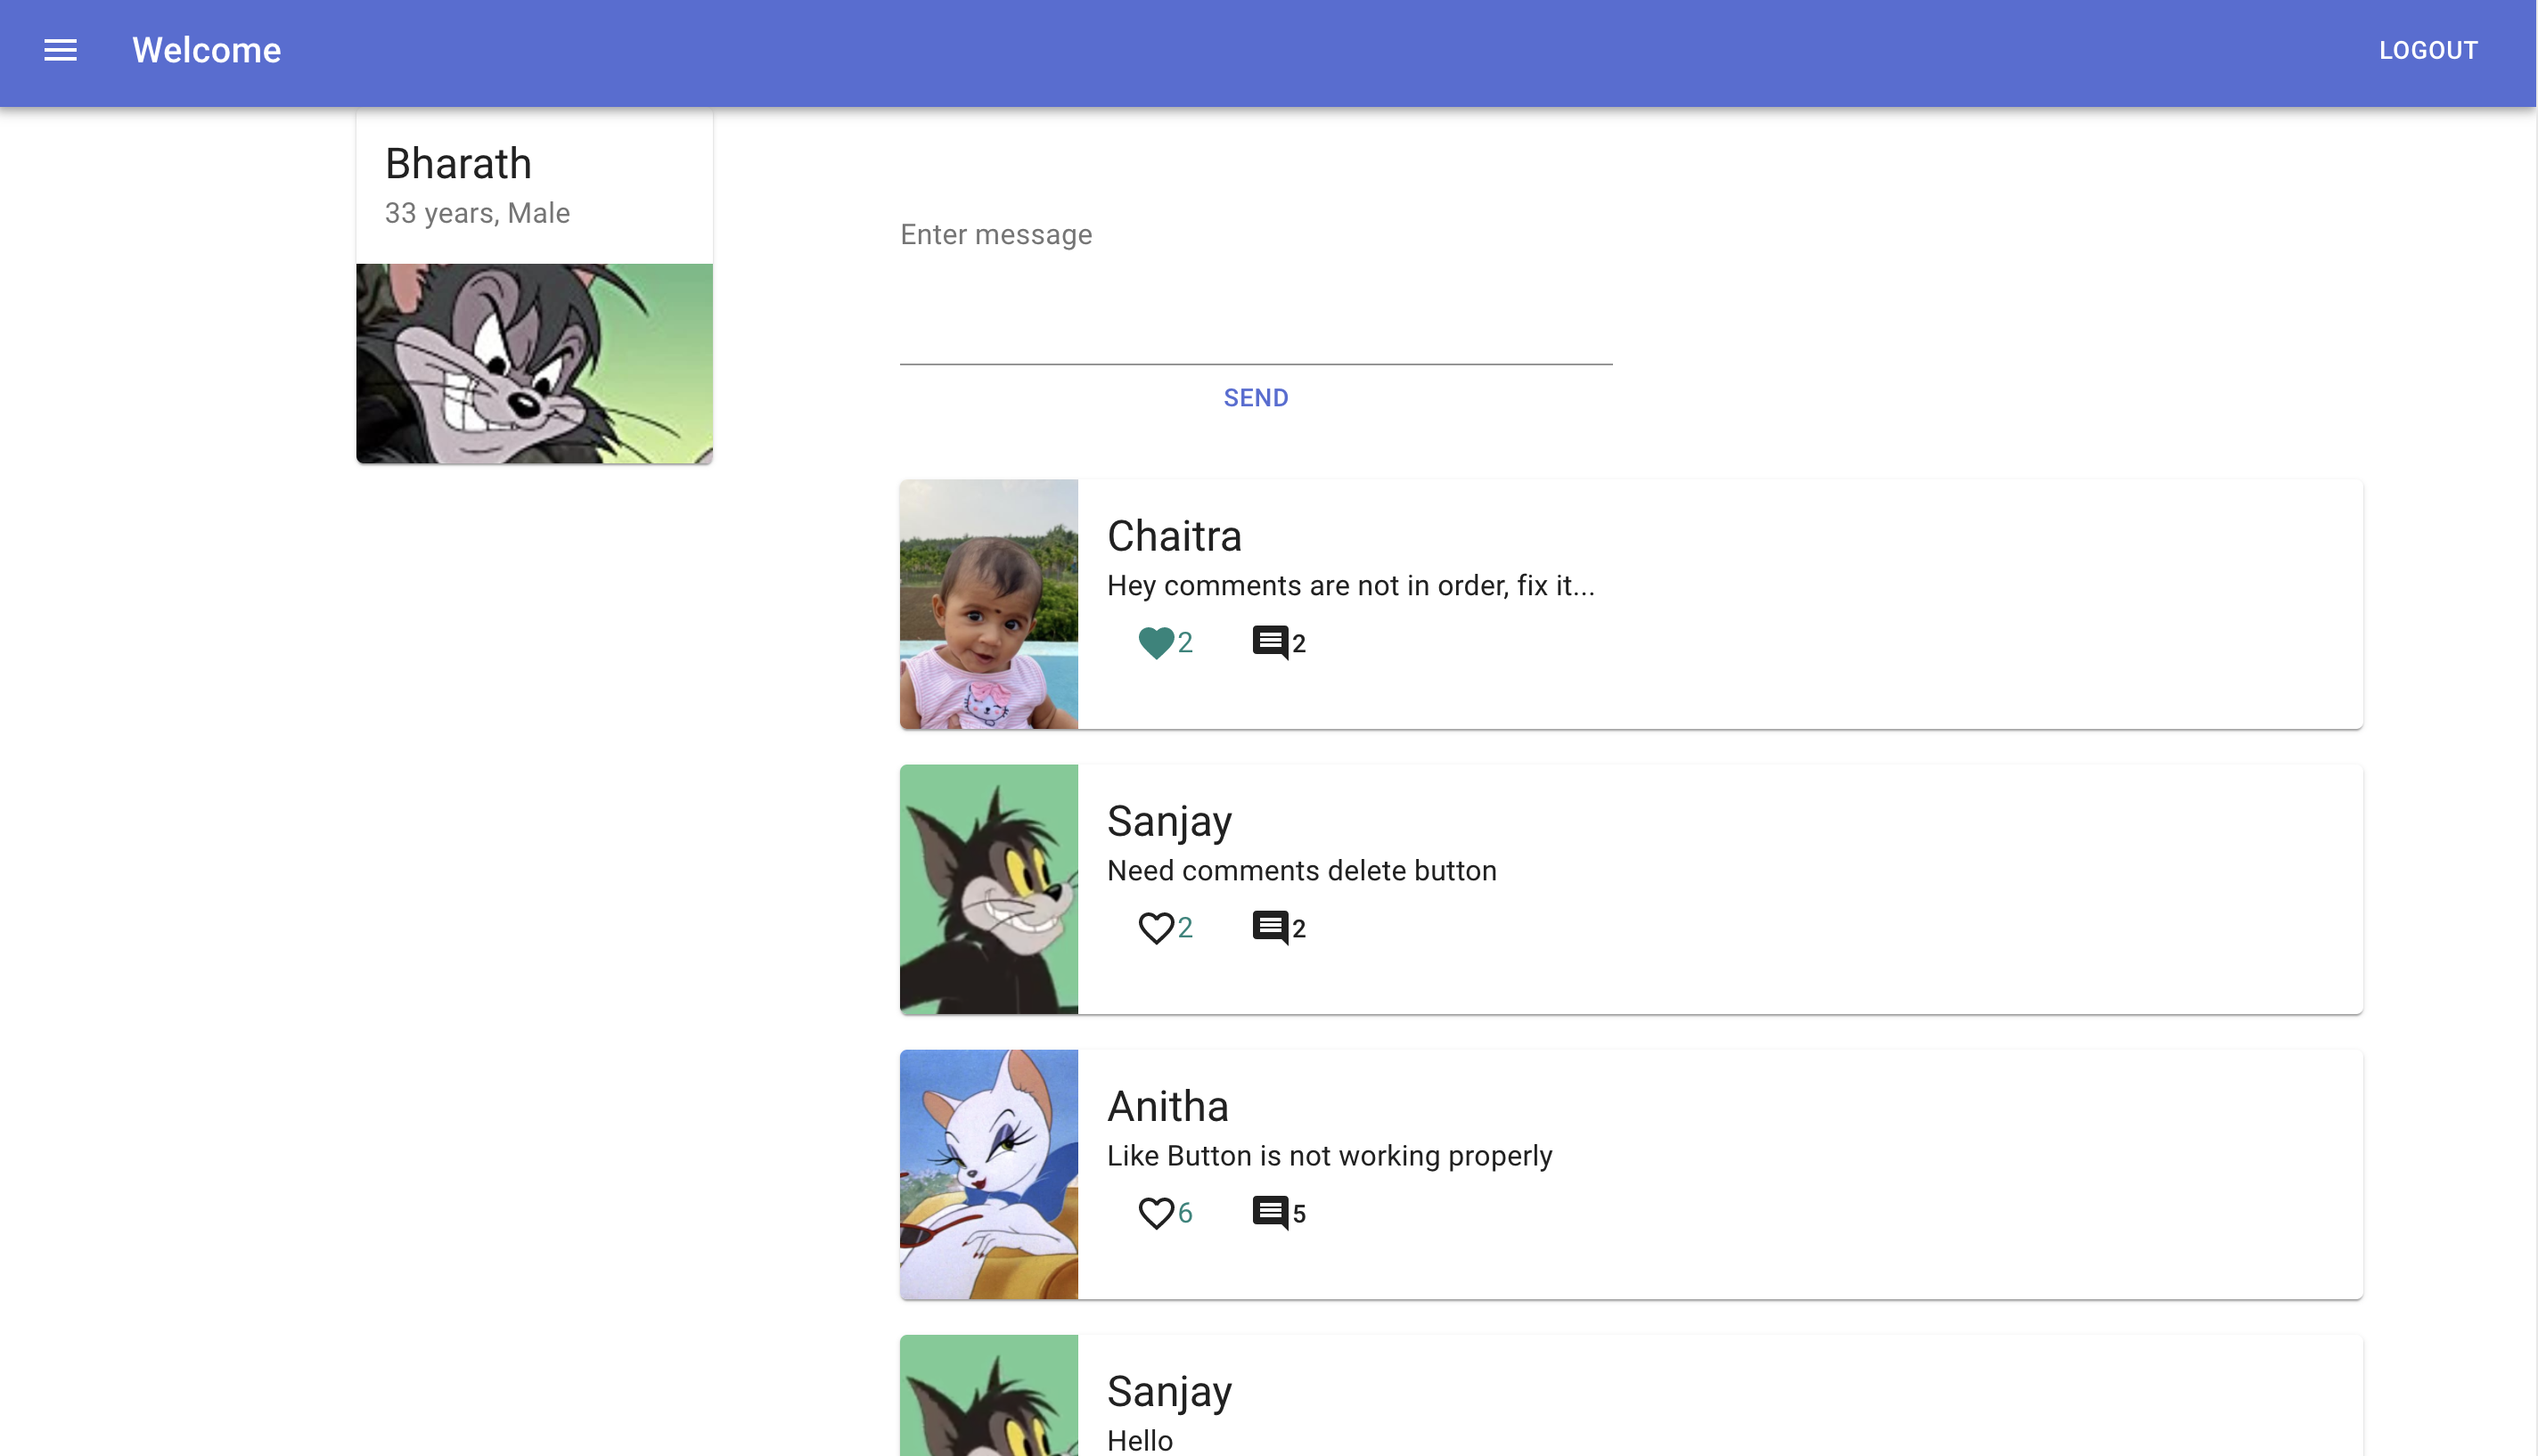 Welcome
LOGOUT
Bharath
33 years, Male
Enter message
SEND
Chaitra
Hey comments are not in order, fix it...
2 2
Sanjay
Need comments delete button
2 2
Anitha
Like Button is not working properly
6 5
Sanjay
Hello